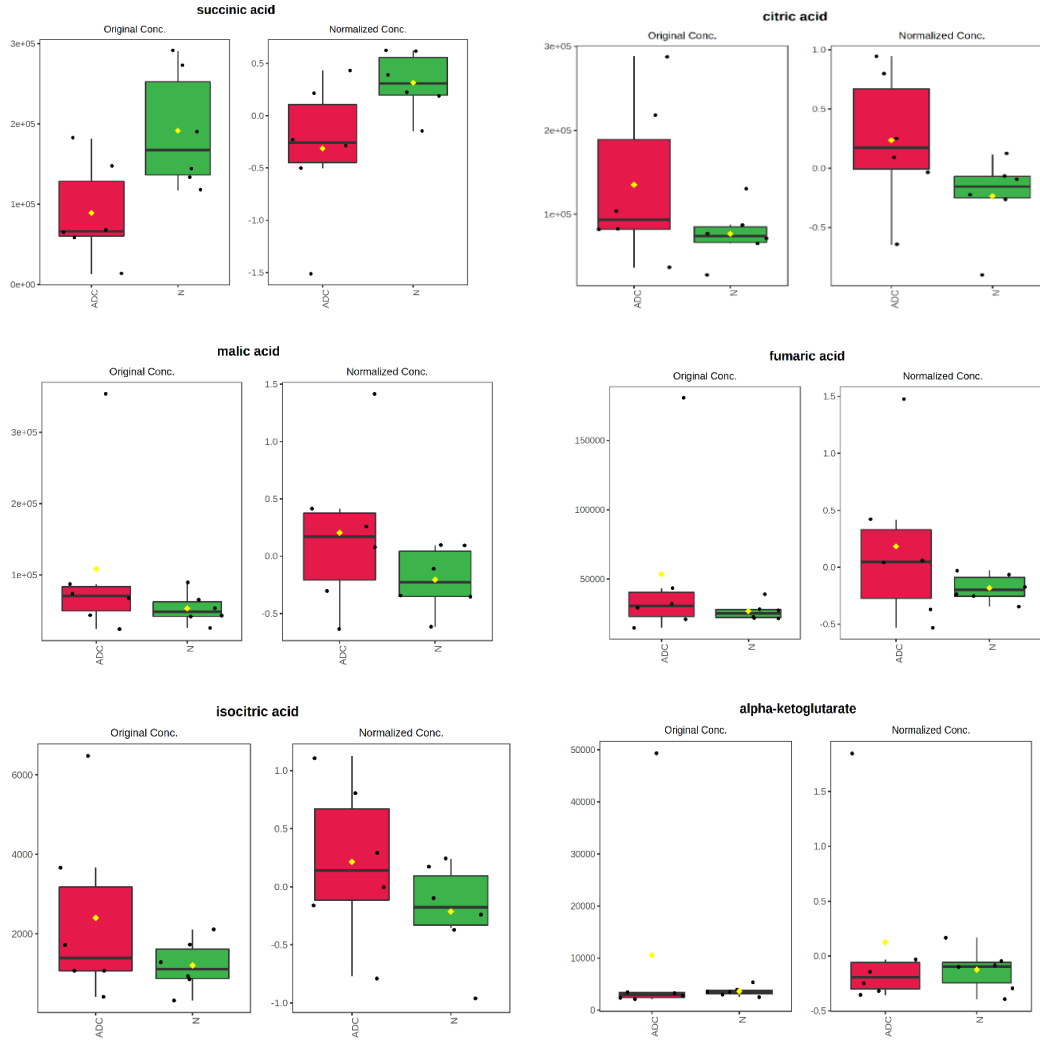 succinic acid
Original Conc.
Normalized Conc.
3e+05
2e+05
1e+05
0e+00
0.5
0.0
-0.5
-1.0
-1.5
ADC
N
ADC
N
citric acid
Original Conc.
Normalized Conc.
3e+05
2e+05
1e+05
1.0
0.5
0.0
-0.5
ADC
N
ADC
N
malic acid
Original Conc.
Normalized Conc.
3e+05
2e+05
1e+05
1.5
1.0
0.5
0.0
-0.5
ADC
N
ADC
N
fumaric acid
Original Conc.
Normalized Conc.
150000
100000
50000
1.5
1.0
0.5
0.0
-0.5
ADC
N
ADC
N
isocitric acid
Original Conc.
Normalized Conc.
6000
4000
2000
1.0
0.5
0.0
-0.5
-1.0
ADC
N
ADC
N
alpha-ketoglutarate
Original Conc.
Normalized Conc.
50000
40000
30000
20000
10000
0
1.5
1.0
0.5
0.0
-0.5
ADC
N
ADC
N